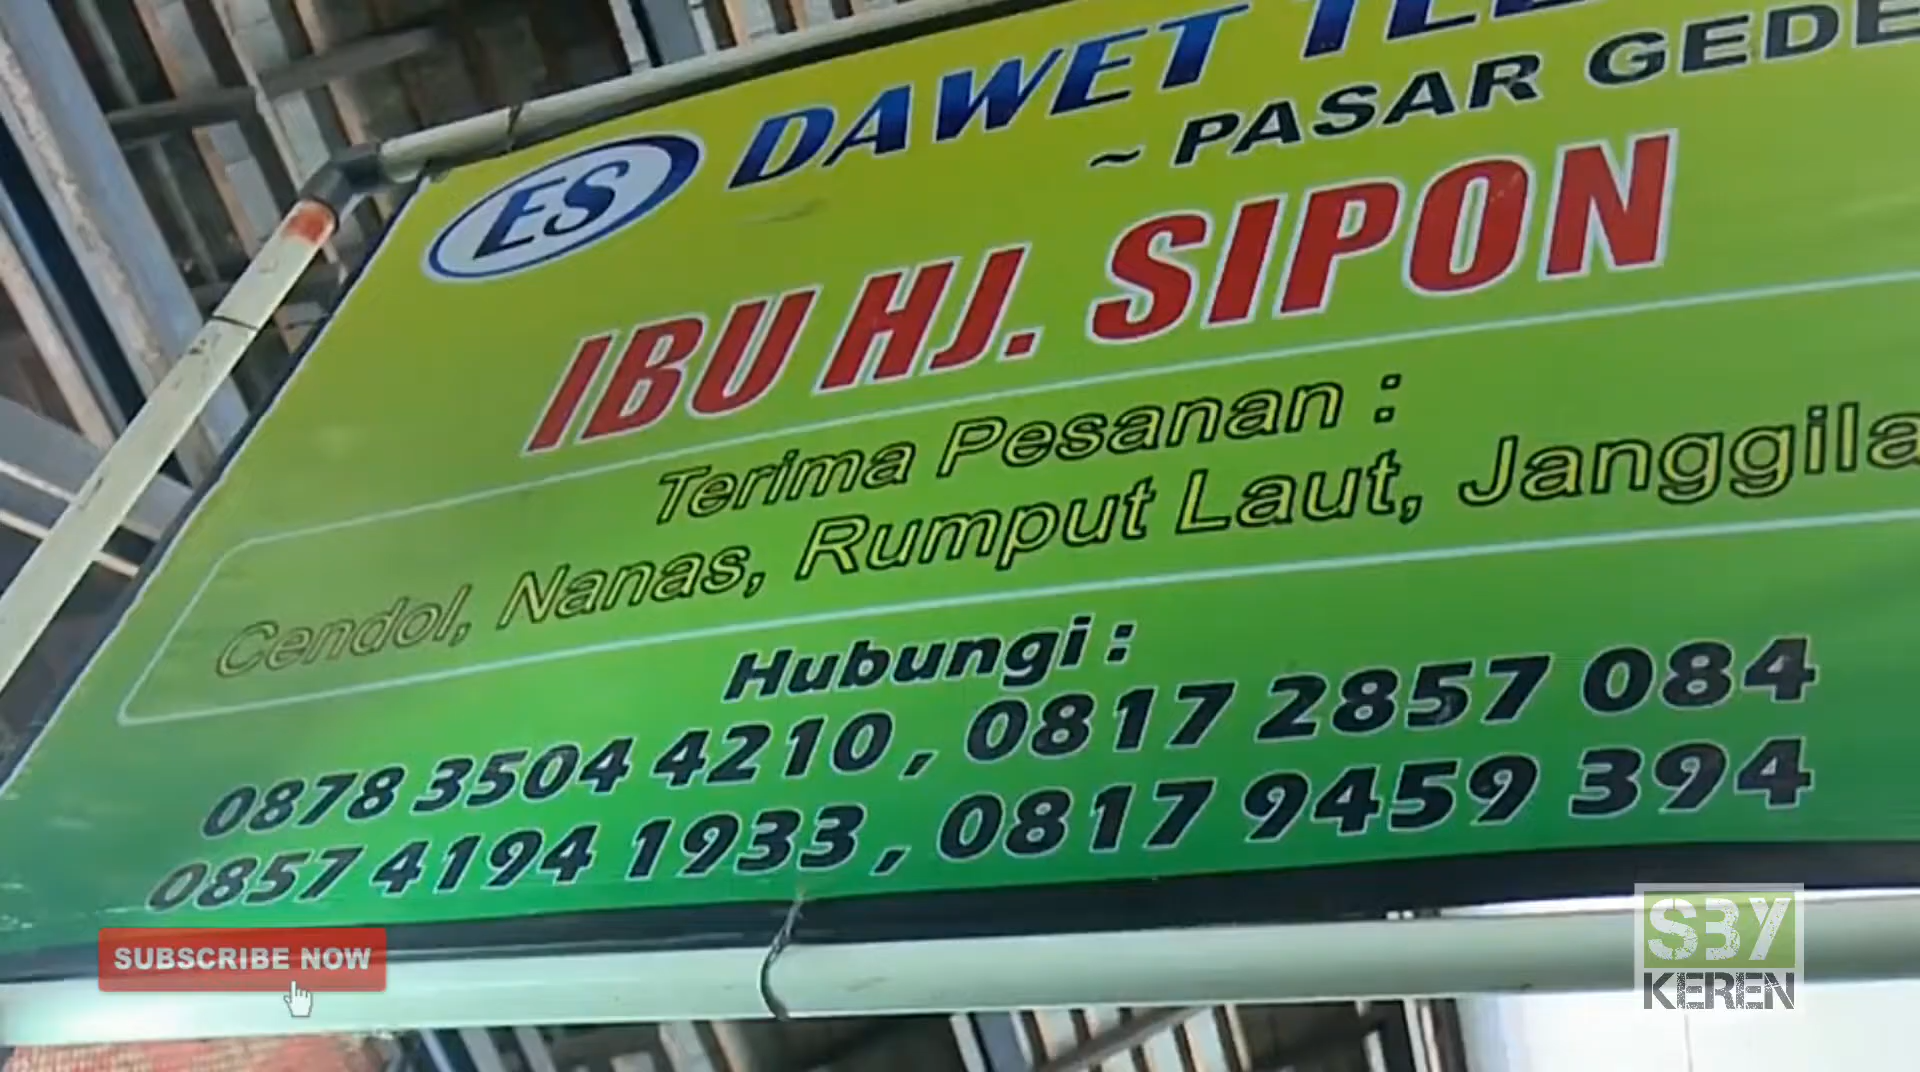 ES DAWET
~ PASAR GEDE
IBU HJ. SIPON
Terima Pesanan :
Cendol, Nanas, Rumput Laut, Janggila
Hubungi :
0878 3504 4210 , 0817 2857 084
0857 4194 1933 , 0817 9459 394
SUBSCRIBE NOW
SBY
KEREN